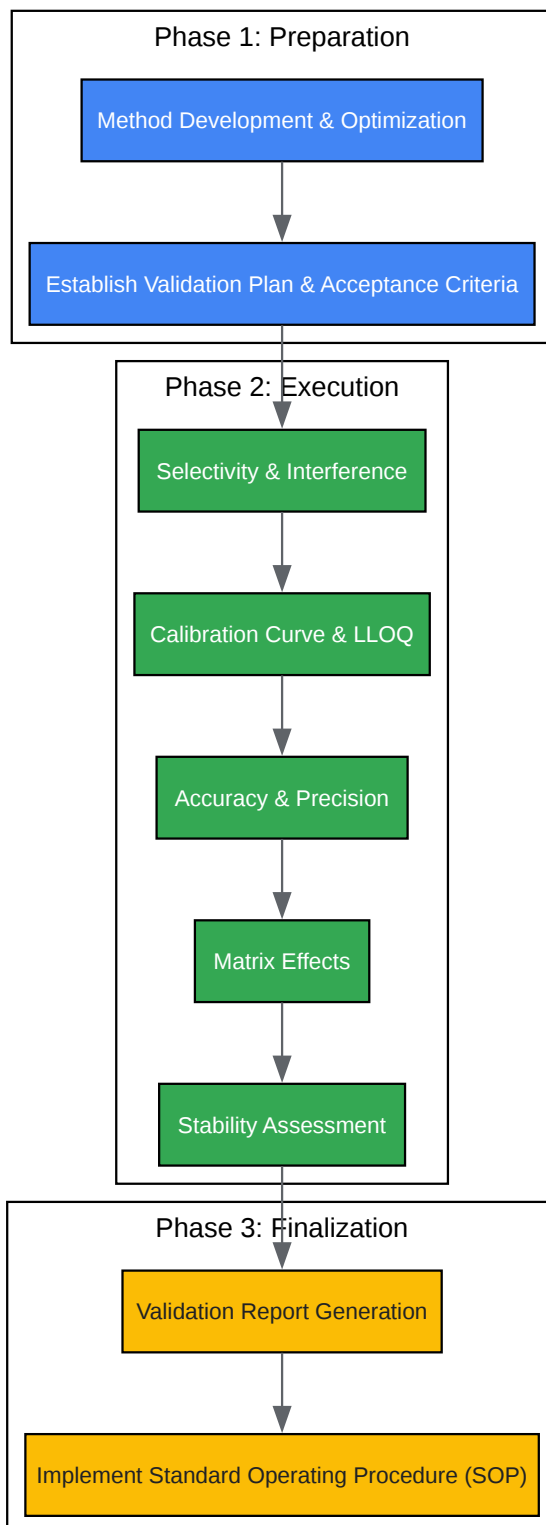 Phase 1: Preparation
Method Development & Optimization
Establish Validation Plan & Acceptance Criteria
Phase 2: Execution
Selectivity & Interference
Calibration Curve & LLOQ
Accuracy & Precision
Matrix Effects
Stability Assessment
Phase 3: Finalization
Validation Report Generation
Implement Standard Operating Procedure (SOP)